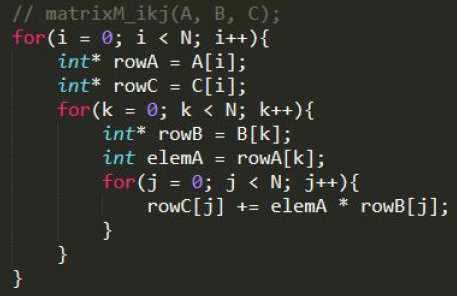 // matrixM_ikj(A, B, C);
for(i = 0; i < N; i++){
    int* rowA = A[i];
    int* rowC = C[i];
    for(k = 0; k < N; k++){
        int* rowB = B[k];
        int elemA = rowA[k];
        for(j = 0; j < N; j++){
            rowC[j] += elemA * rowB[j];
        }
    }
}